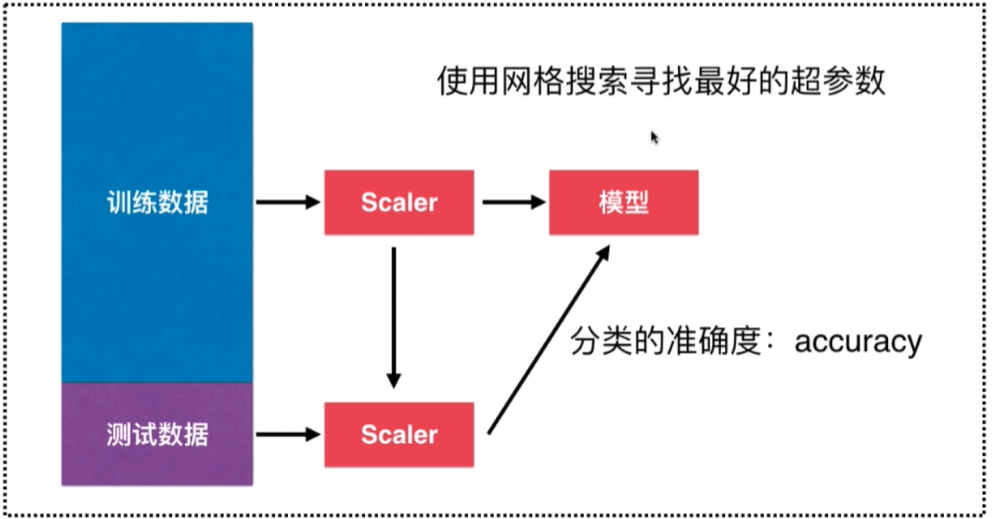 使用网格搜索寻找最好的超参数
训练数据
Scaler
模型
分类的准确度：accuracy
测试数据
Scaler